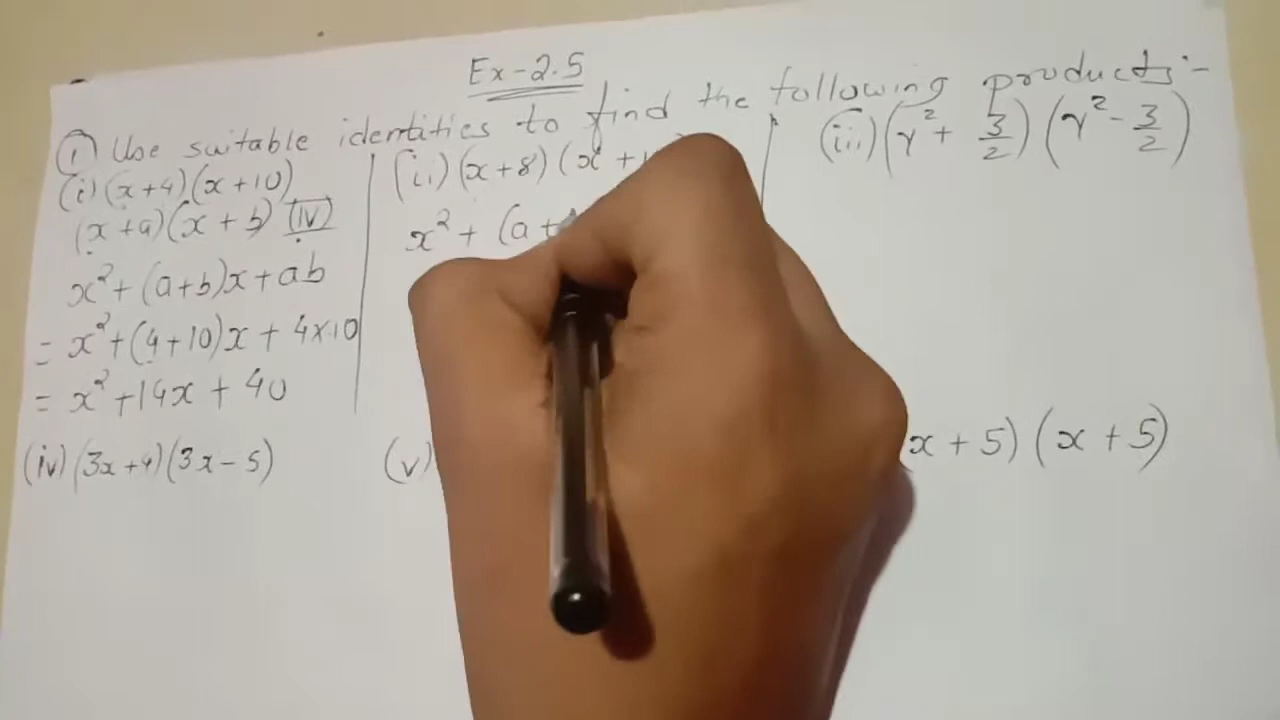 Ex-2.5
① Use suitable identities to find the following products:-
(i) (x+4)(x+10)
(x+a)(x+b) (iv)
x²+(a+b)x+ab
= x²+(4+10)x+4×10
= x²+14x+40
(ii) (x+8)(x+
x²+(a+
(iii) (y²+3/2)(y²-3/2)
(iv) (3x+4)(3x-5)
(v)
x+5)(x+5)